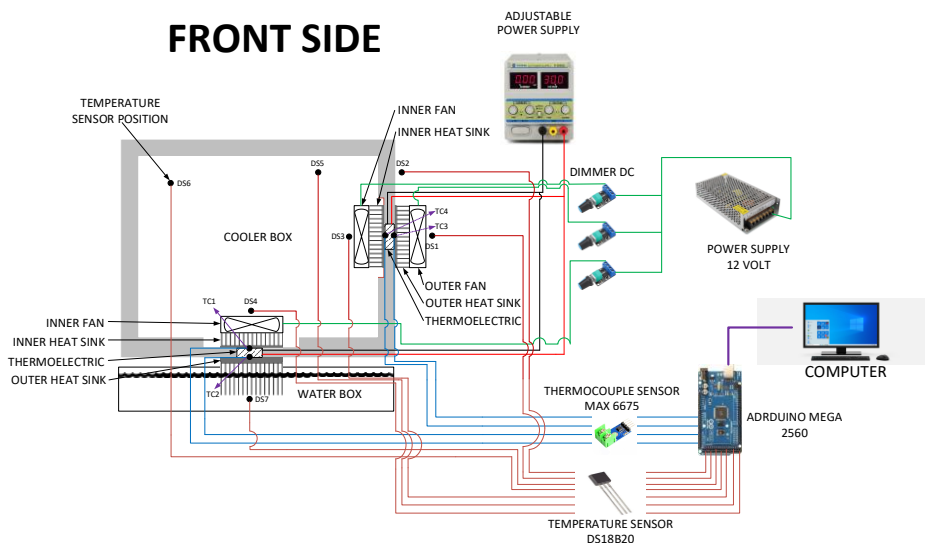 FRONT SIDE
ADJUSTABLE
POWER SUPPLY
TEMPERATURE
SENSOR POSITION
INNER FAN
INNER HEAT SINK
DS6
DS5
DS2
DIMMER DC
TC4
TC3
DS3
DS1
COOLER BOX
POWER SUPPLY
12 VOLT
OUTER FAN
OUTER HEAT SINK
THERMOELECTRIC
TC1
DS4
INNER FAN
INNER HEAT SINK
THERMOELECTRIC
OUTER HEAT SINK
TC2
DS7
WATER BOX
COMPUTER
THERMOCOUPLE SENSOR
MAX 6675
ADRDUINO MEGA
2560
TEMPERATURE SENSOR
DS18B20